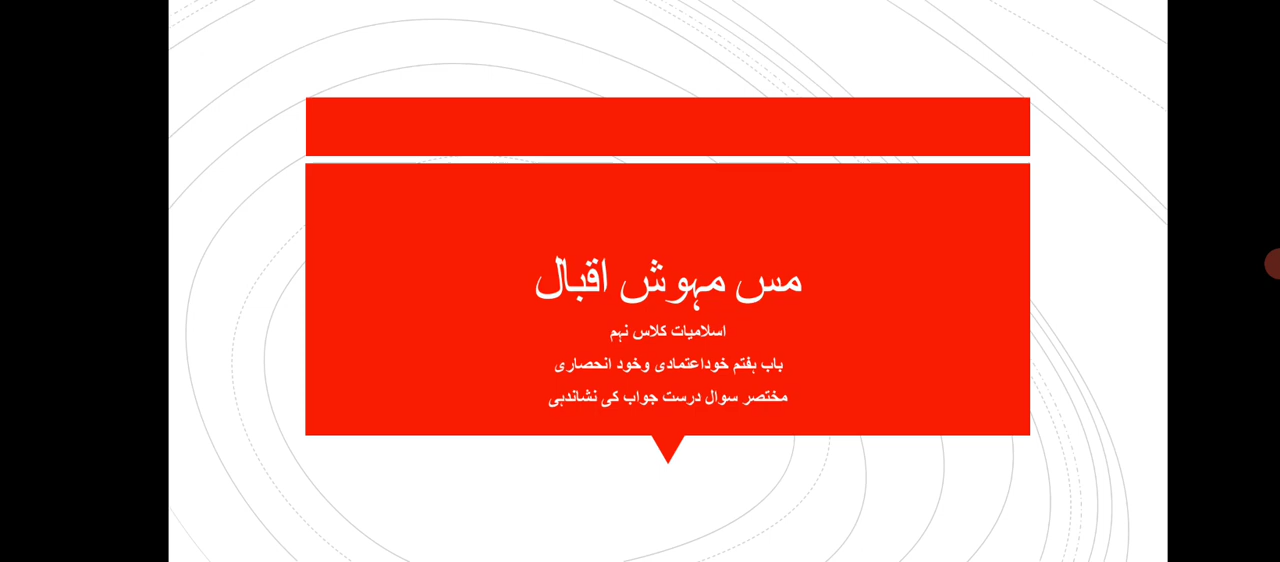 مس مہوش اقبال
اسلامیات کلاس نہم
باب ہفتم خوداعتمادی وخود انحصاری
مختصر سوال درست جواب کی نشاندہی